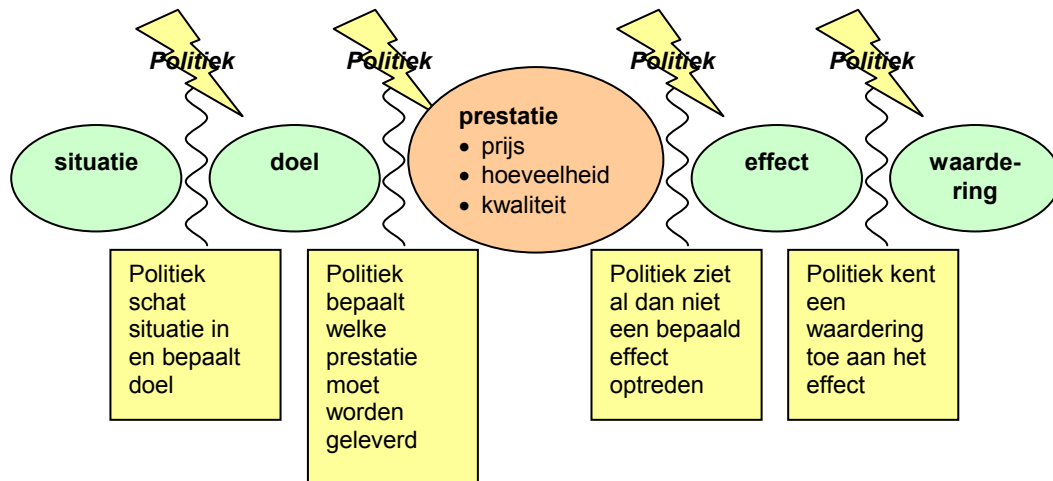 Politiek
Politiek
Politiek
Politiek
situatie
doel
prestatie
• prijs
• hoeveelheid
• kwaliteit
effect
waarde-
ring
Politiek
schat
situatie in
en bepaalt
doel
Politiek
bepaalt
welke
prestatie
moet
worden
geleverd
Politiek ziet
al dan niet
een bepaald
effect
optreden
Politiek kent
een
waardering
toe aan het
effect